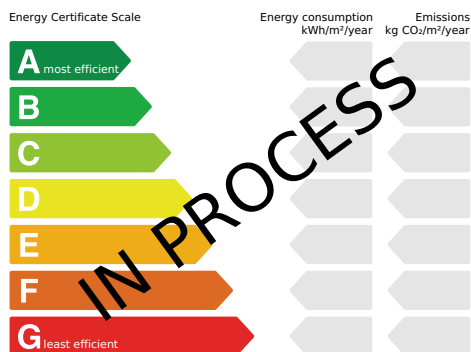 Energy Certificate Scale
Energy consumption
kWh/m²/year
Emissions
kg CO₂/m²/year
A most efficient
B
C
D
E
F
G least efficient
IN PROCESS